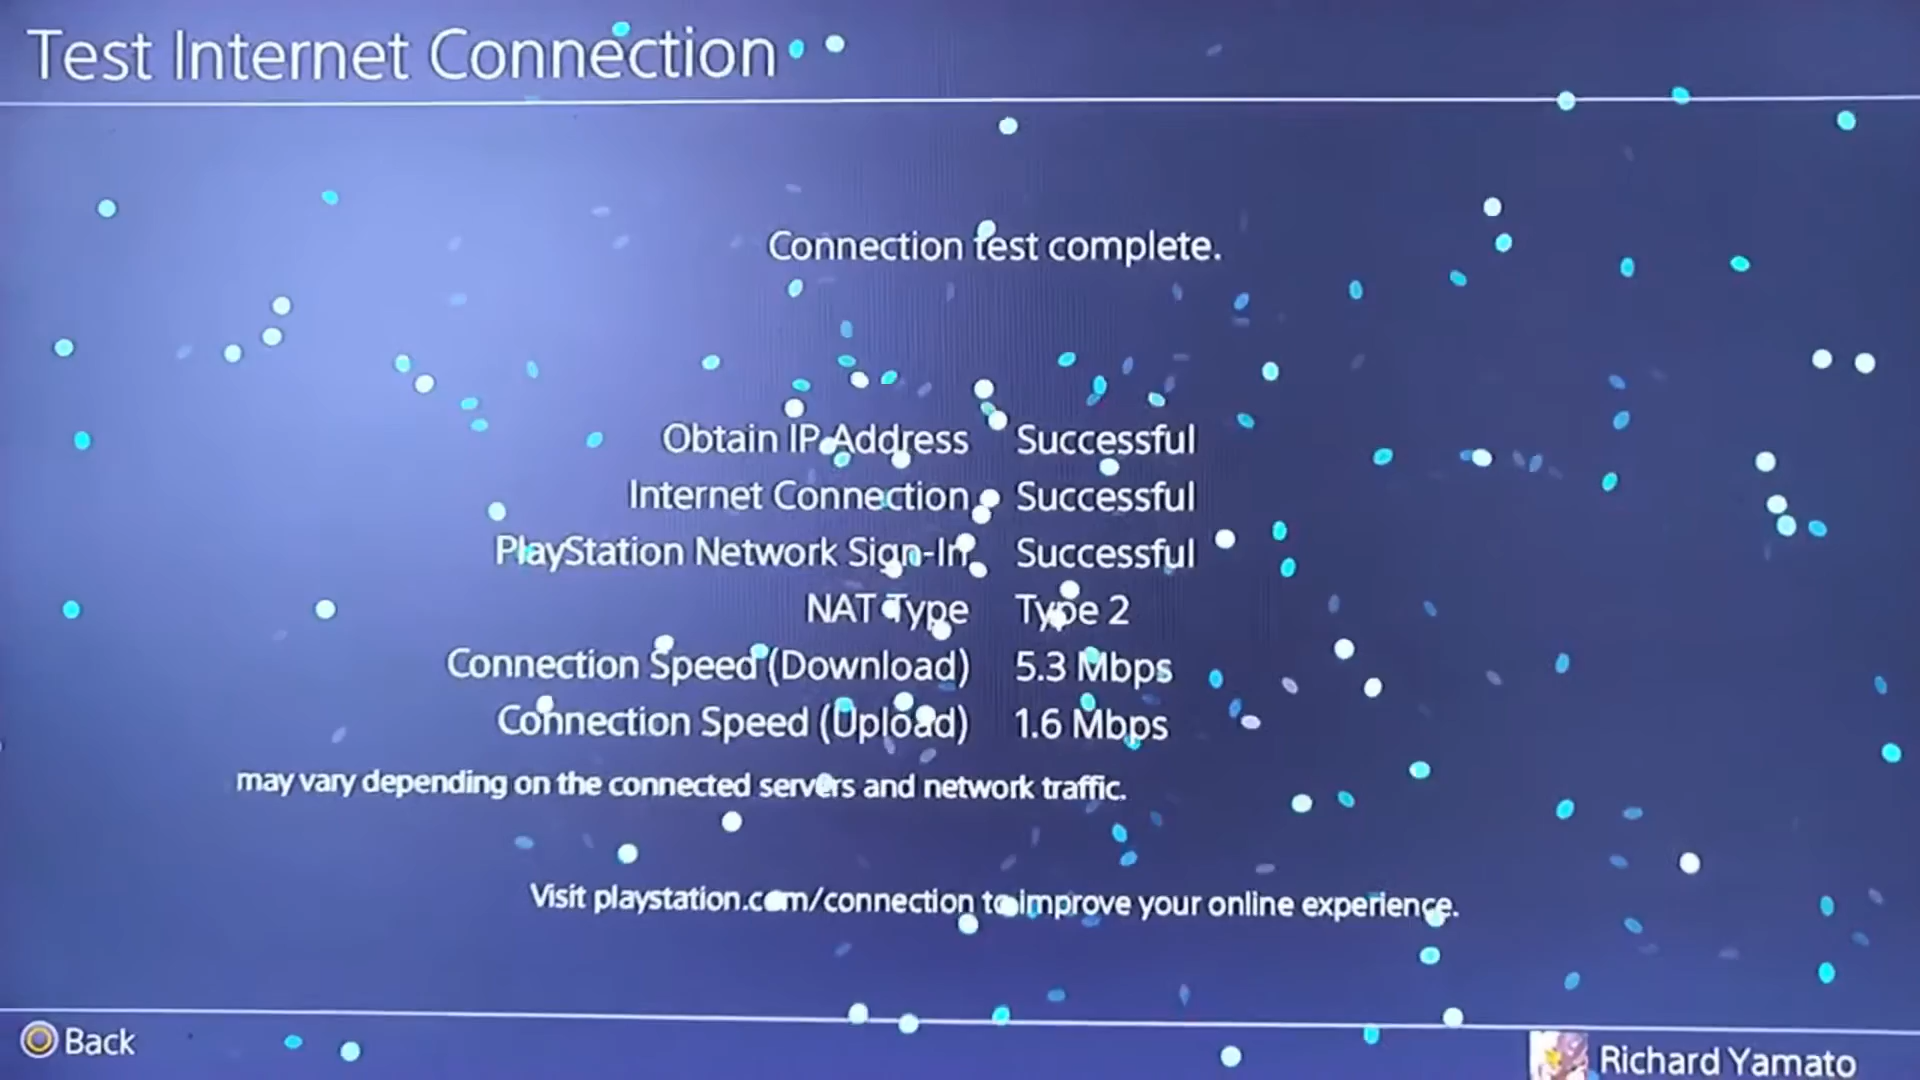 Test Internet Connection
Connection test complete.
Obtain IP Address Successful
Internet Connection Successful
PlayStation Network Sign-In Successful
NAT Type Type 2
Connection Speed (Download) 5.3 Mbps
Connection Speed (Upload) 1.6 Mbps
may vary depending on the connected servers and network traffic.
Visit playstation.com/connection to improve your online experience.
Back
Richard Yamato